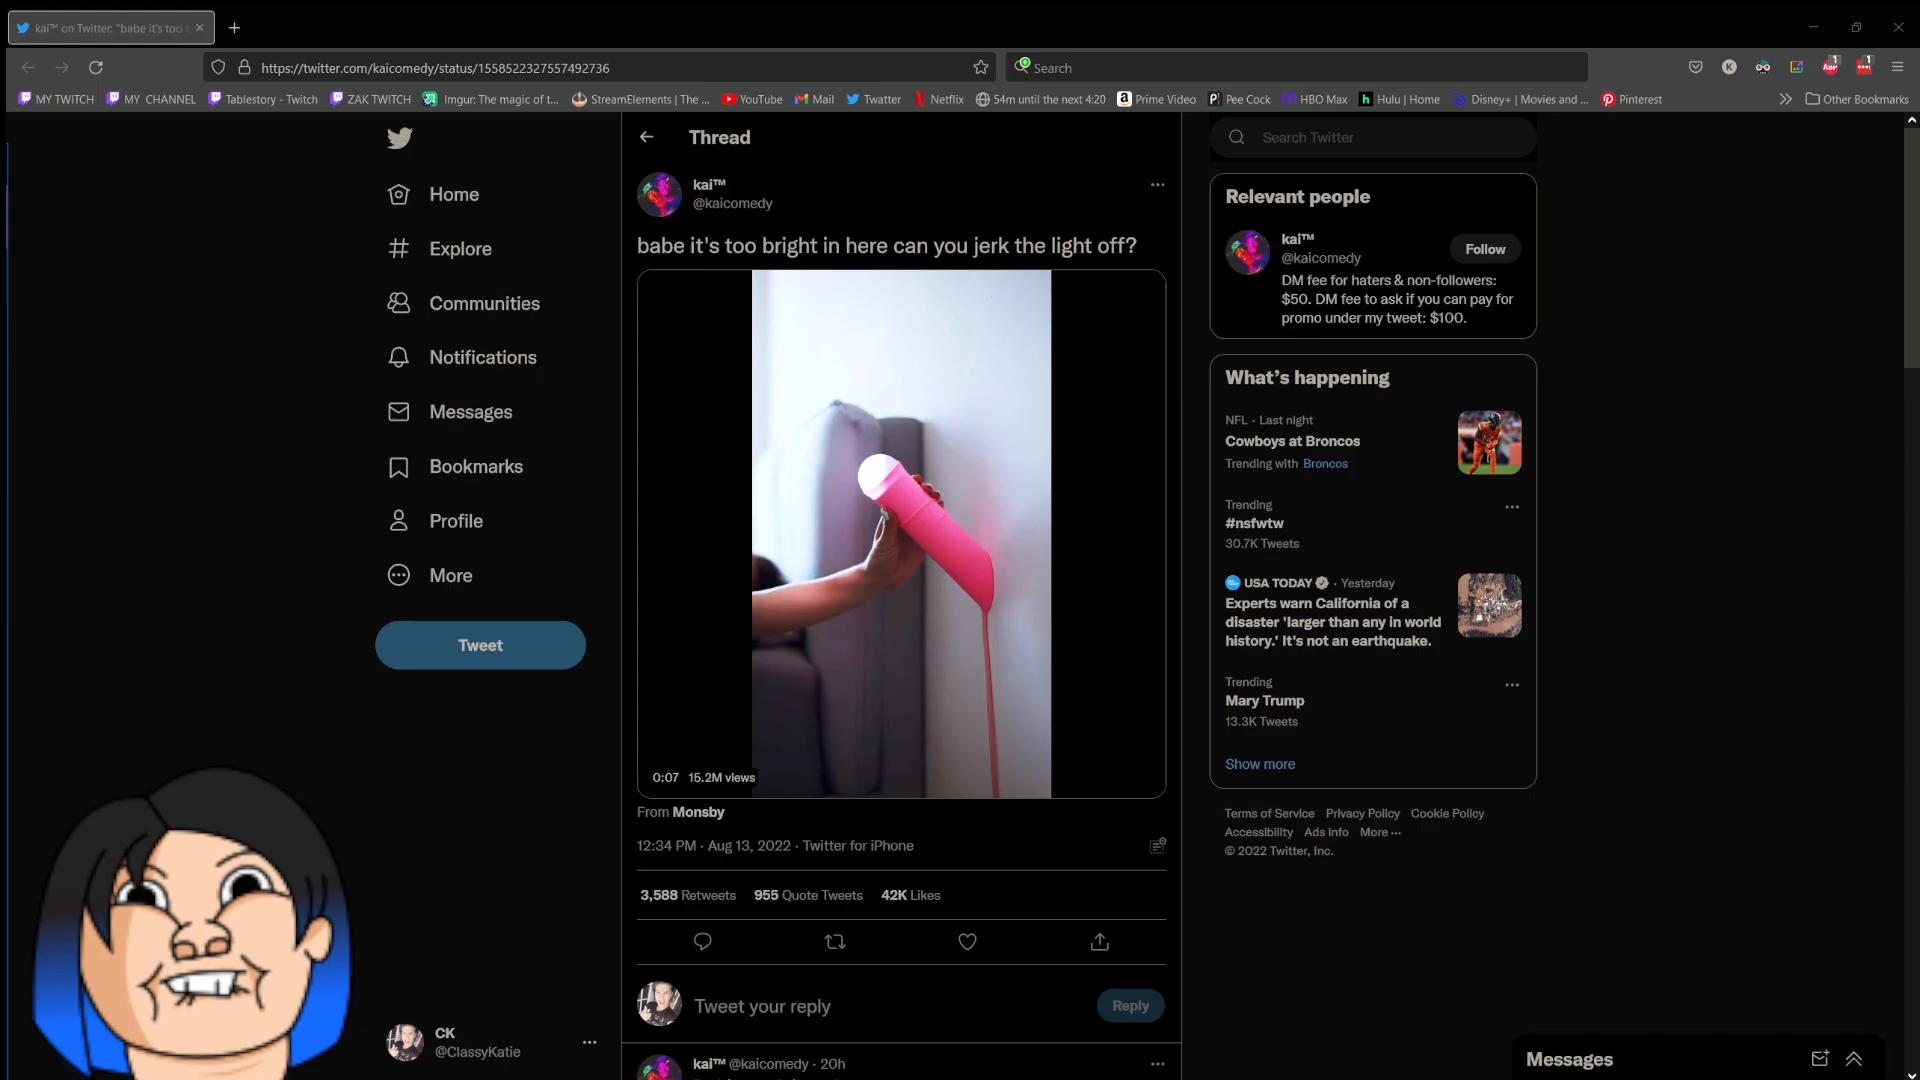 kai™ on Twitter: "babe it's too
https://twitter.com/kaicomedy/status/1558522327557492736
Search
1
1
K
ABP
MY TWITCH
MY CHANNEL
Tablestory - Twitch
ZAK TWITCH
Imgur: The magic of t...
StreamElements | The ...
YouTube
Mail
Twatter
Netflix
54m until the next 4:20
Prime Video
Pee Cock
HBO Max
Hulu | Home
Disney+ | Movies and ...
Pinterest
Other Bookmarks
Home
Explore
Communities
Notifications
Messages
Bookmarks
Profile
More
Tweet
CK
@ClassyKatie
Thread
kai™
@kaicomedy
babe it's too bright in here can you jerk the light off?
0:07 15.2M views
From Monsby
12:34 PM · Aug 13, 2022 · Twitter for iPhone
3,588 Retweets 955 Quote Tweets 42K Likes
Tweet your reply
Reply
kai™ @kaicomedy · 20h
Search Twitter
Relevant people
kai™
@kaicomedy
Follow
DM fee for haters & non-followers:
$50. DM fee to ask if you can pay for
promo under my tweet: $100.
What's happening
NFL · Last night
Cowboys at Broncos
Trending with Broncos
Trending
#nsfwtw
30.7K Tweets
USA TODAY · Yesterday
Experts warn California of a
disaster 'larger than any in world
history.' It's not an earthquake.
Trending
Mary Trump
13.3K Tweets
Show more
Terms of Service Privacy Policy Cookie Policy
Accessibility Ads info More ···
© 2022 Twitter, Inc.
Messages